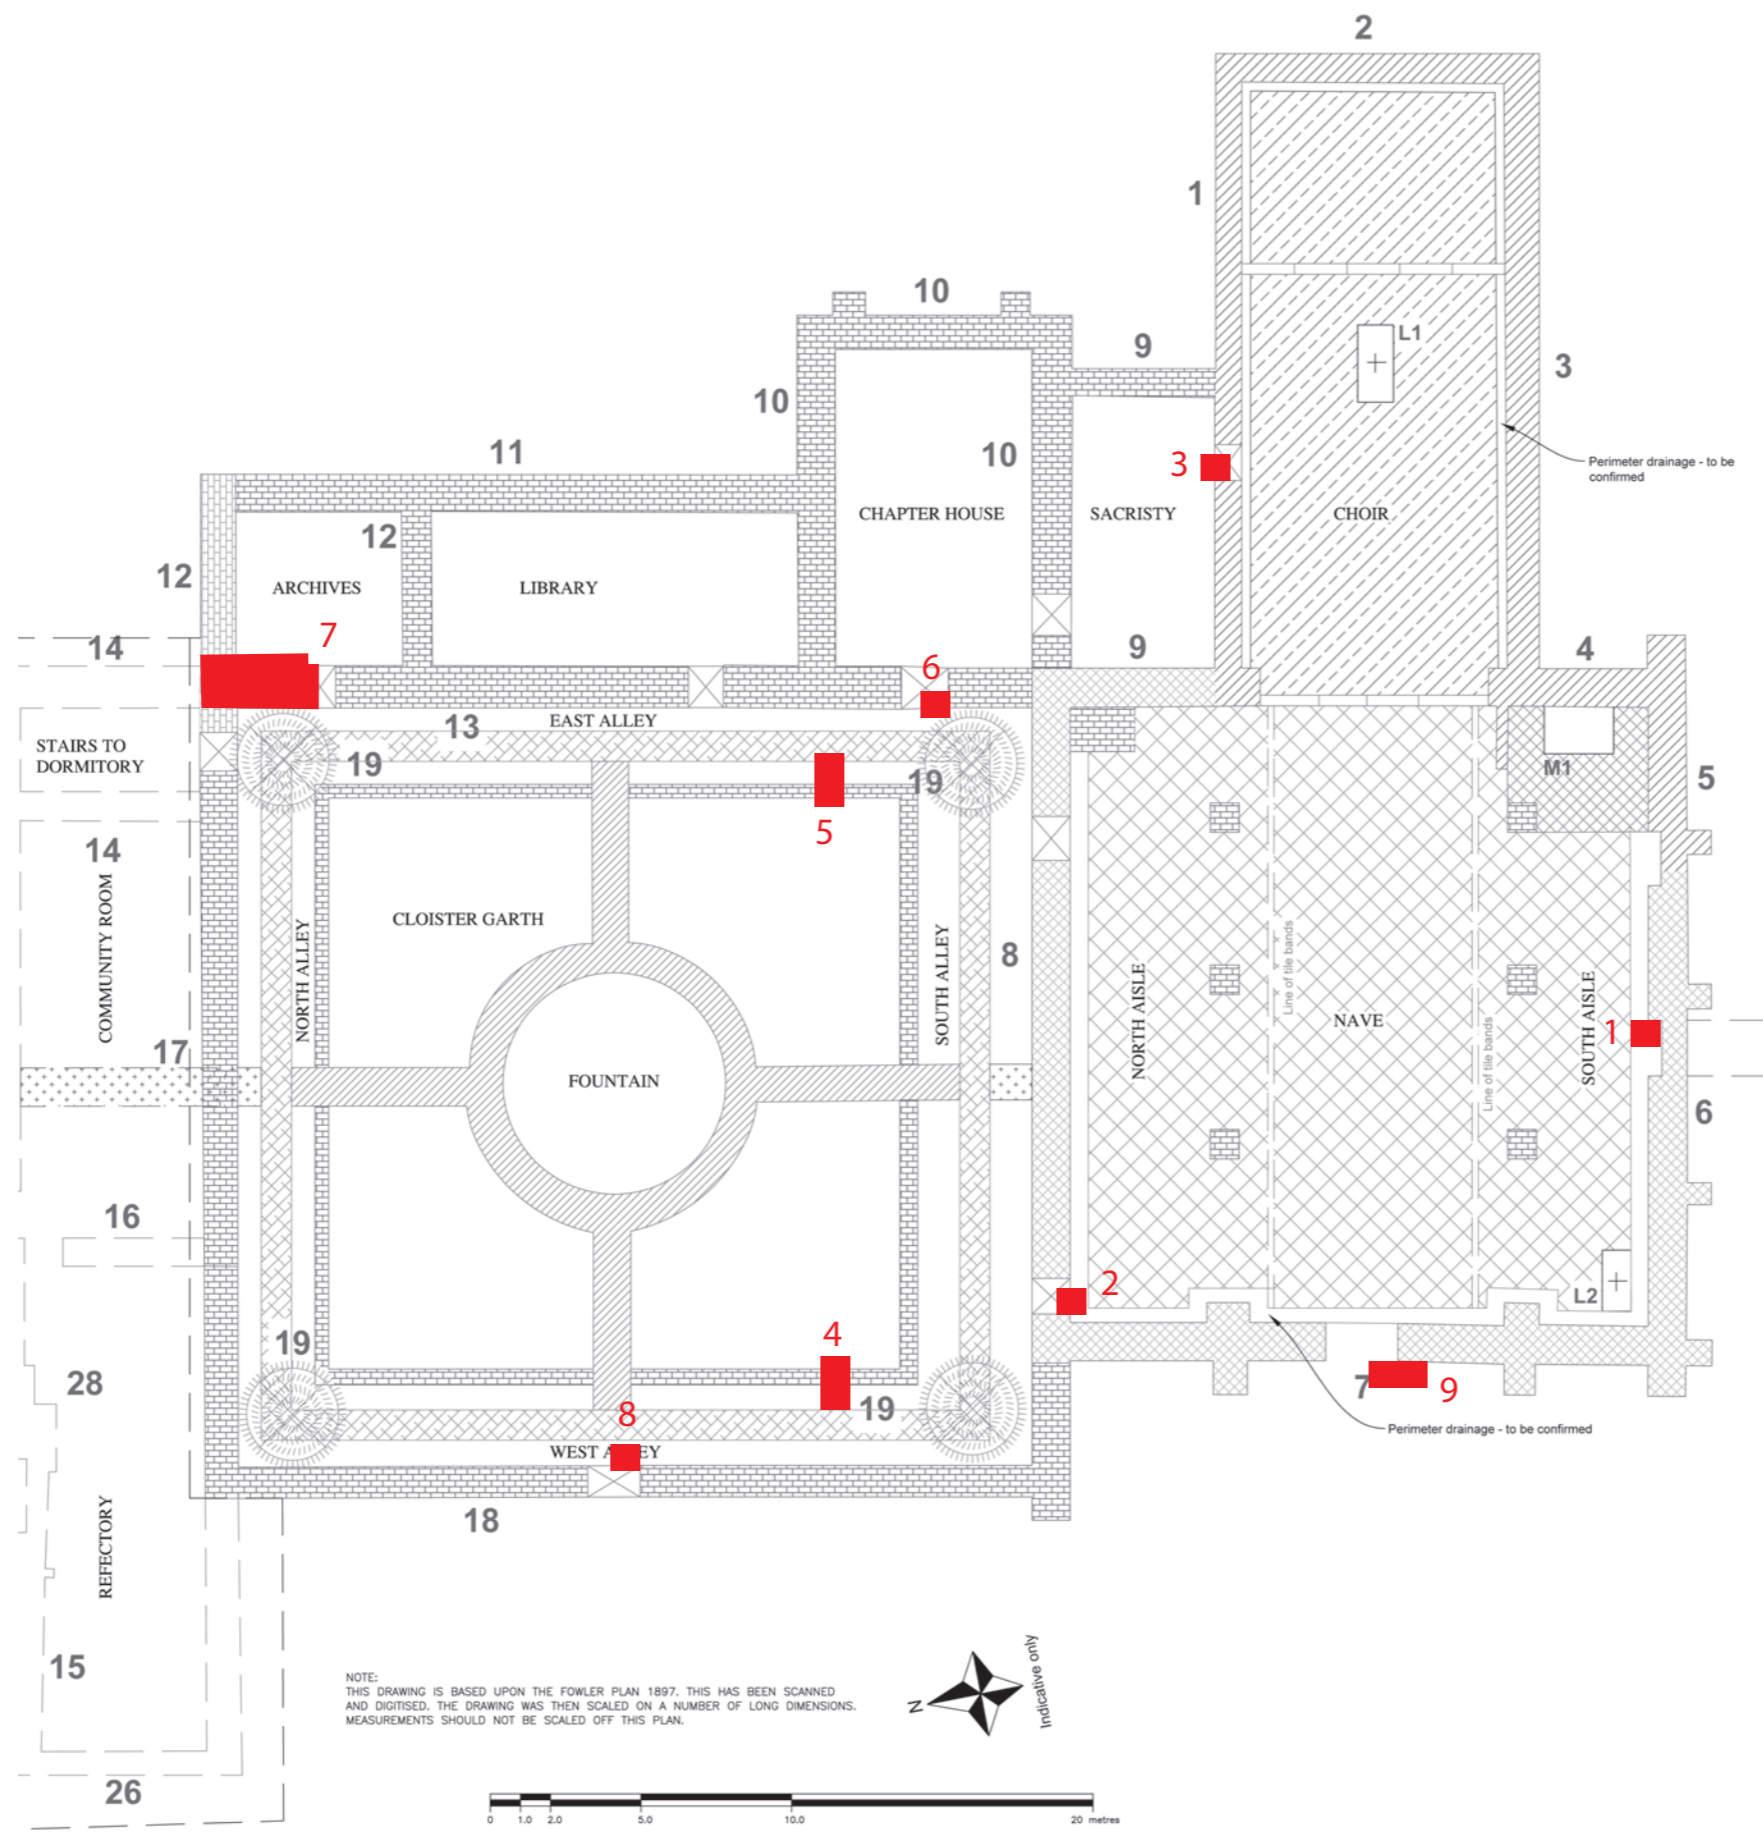 2
1
10
L1
9
3
10
11
10
3
Perimeter drainage - to be
confirmed
CHAPTER HOUSE
SACRISTY
CHOIR
12
12
ARCHIVES
LIBRARY
7
14
9
4
6
EAST ALLEY
13
STAIRS TO
DORMITORY
19
19
M1
5
5
14
COMMUNITY ROOM
CLOISTER GARTH
NORTH ALLEY
SOUTH ALLEY
8
NORTH AISLE
Line of tile bands
NAVE
Line of tile bands
SOUTH AISLE
1
17
FOUNTAIN
6
16
2
L2
19
4
28
19
7
9
8
WEST ALLEY
Perimeter drainage - to be confirmed
18
REFECTORY
15
NOTE:
THIS DRAWING IS BASED UPON THE FOWLER PLAN 1897. THIS HAS BEEN SCANNED
AND DIGITISED. THE DRAWING WAS THEN SCALED ON A NUMBER OF LONG DIMENSIONS.
MEASUREMENTS SHOULD NOT BE SCALED OFF THIS PLAN.
N
Indicative only
26
0 1.0 2.0 5.0 10.0 20 metres